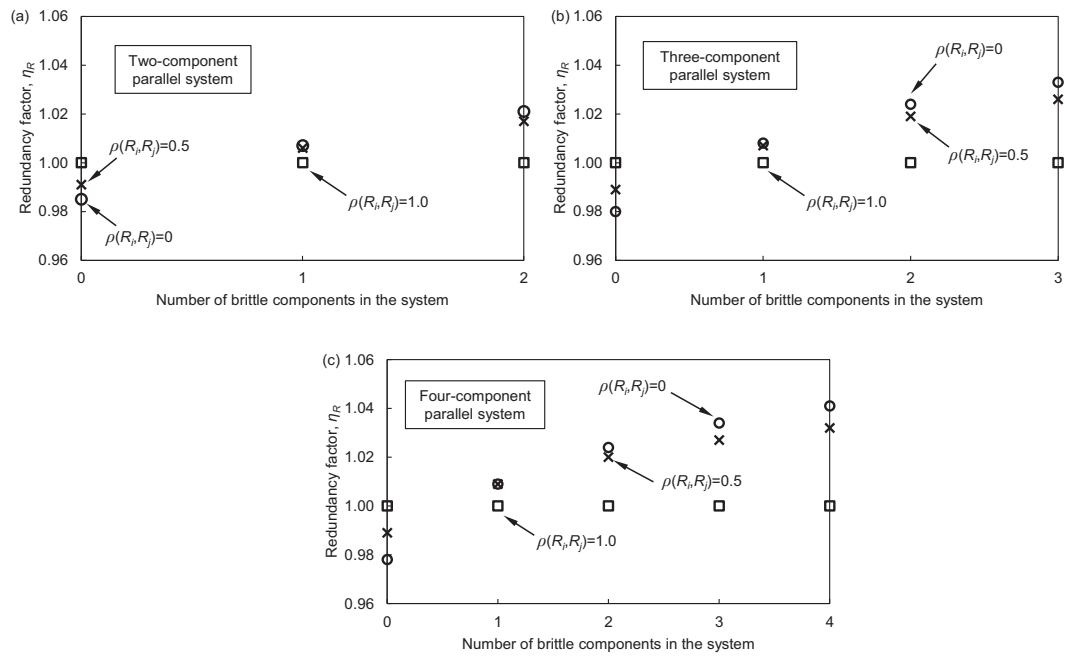 (a)
1.06
1.04
1.02
1.00
0.98
0.96
Redundancy factor, ηR
Two-component
parallel system
ρ(Ri,Rj)=0.5
ρ(Ri,Rj)=0
ρ(Ri,Rj)=1.0
0 1 2
Number of brittle components in the system
(b)
1.06
1.04
1.02
1.00
0.98
0.96
Redundancy factor, ηR
Three-component
parallel system
ρ(Ri,Rj)=0
ρ(Ri,Rj)=0.5
ρ(Ri,Rj)=1.0
0 1 2 3
Number of brittle components in the system
(c)
1.06
1.04
1.02
1.00
0.98
0.96
Redundancy factor, ηR
Four-component
parallel system
ρ(Ri,Rj)=0
ρ(Ri,Rj)=0.5
ρ(Ri,Rj)=1.0
0 1 2 3 4
Number of brittle components in the system